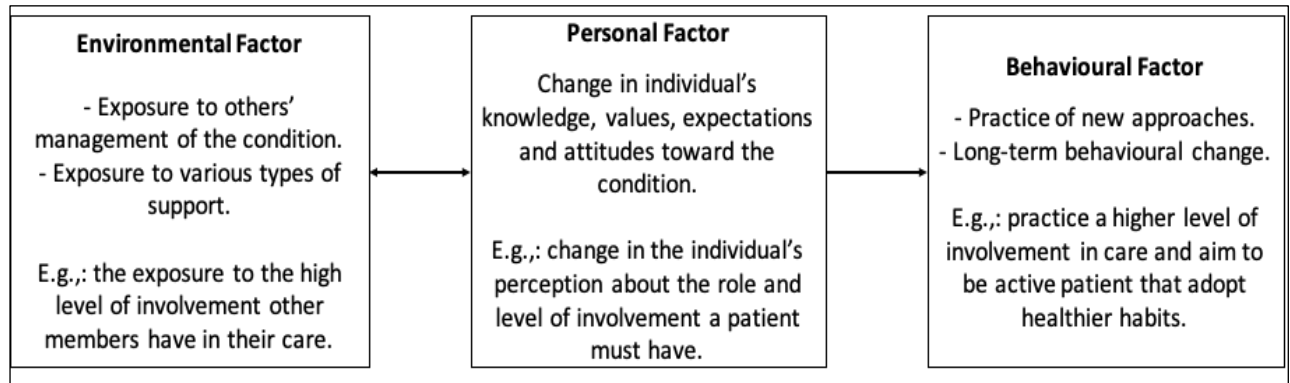 Environmental Factor
- Exposure to others'
management of the condition.
- Exposure to various types of
support.
E.g.,: the exposure to the high
level of involvement other
members have in their care.
Personal Factor
Change in individual's
knowledge, values, expectations
and attitudes toward the
condition.
E.g.,: change in the individual's
perception about the role and
level of involvement a patient
must have.
Behavioural Factor
- Practice of new approaches.
- Long-term behavioural change.
E.g.,: practice a higher level of
involvement in care and aim to
be active patient that adopt
healthier habits.